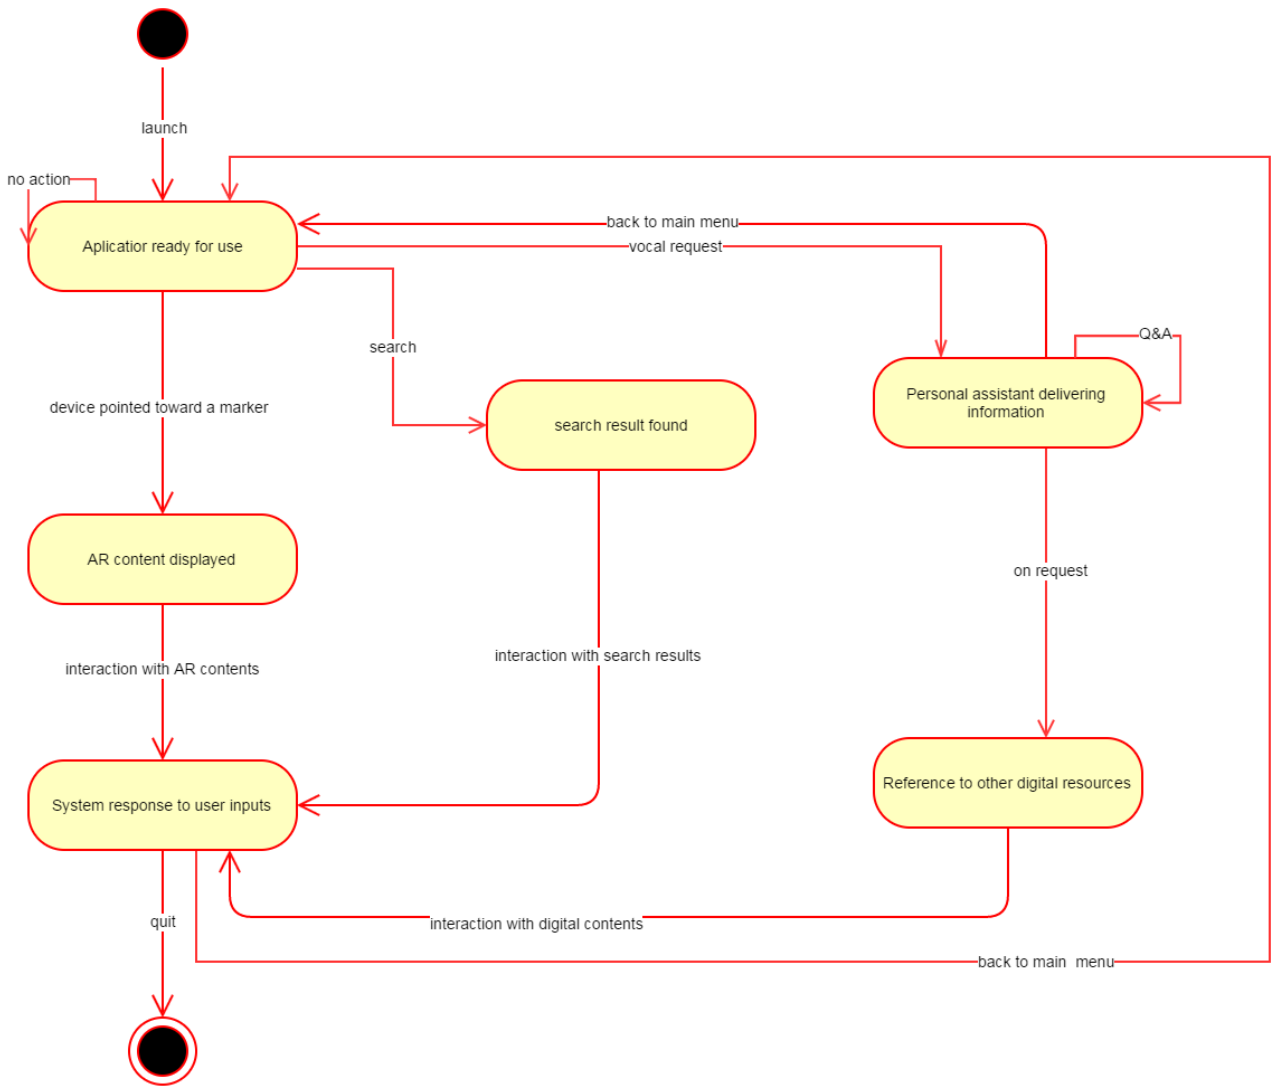 launch
no action
back to main menu
Aplicatior ready for use
vocal request
Q&A
search
Personal assistant delivering
information
device pointed toward a marker
search result found
AR content displayed
on request
interaction with search results
interaction with AR contents
Reference to other digital resources
System response to user inputs
quit
interaction with digital contents
back to main  menu